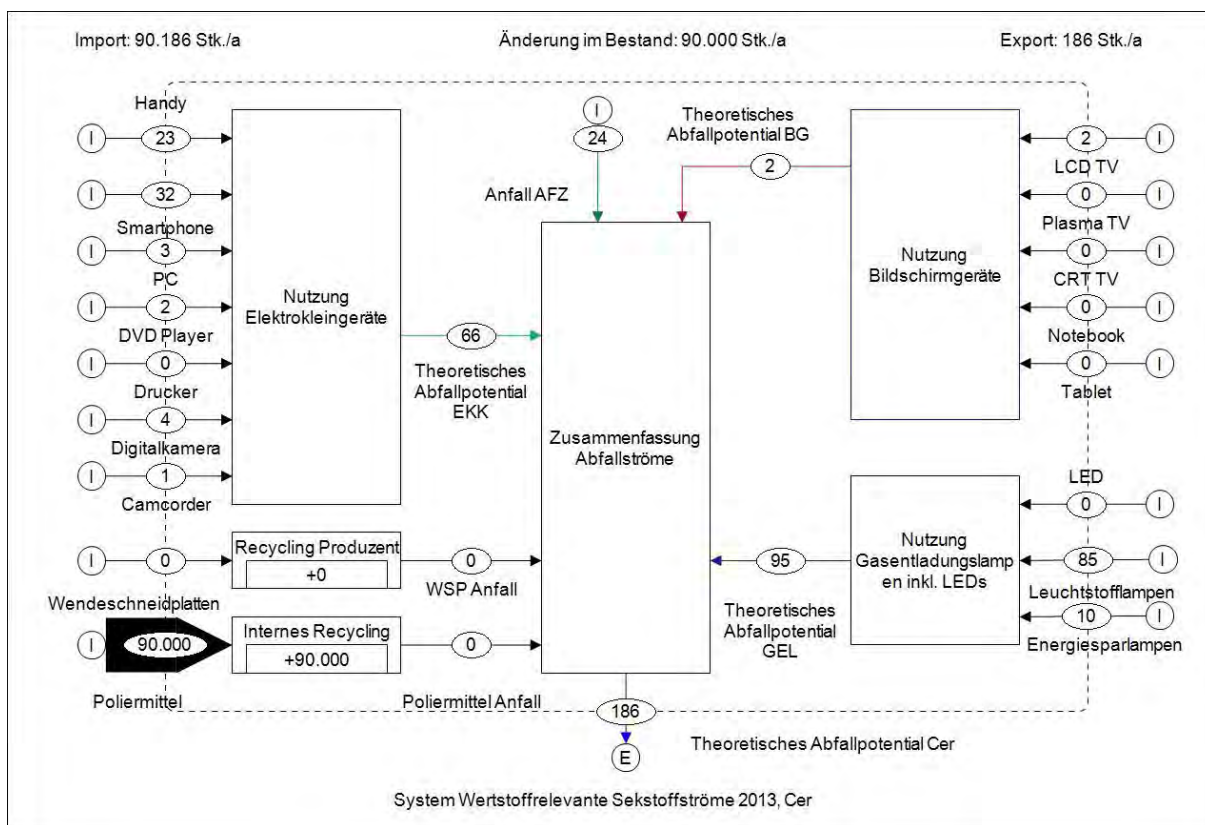 Import: 90.186 Stk./a
Änderung im Bestand: 90.000 Stk./a
Export: 186 Stk./a
Handy
I
23
I
32
Smartphone
I
3
PC
I
2
DVD Player
I
0
Drucker
I
4
Digitalkamera
I
1
Camcorder
Nutzung
Elektrokleingeräte
66
Theoretisches
Abfallpotential
EKK
I
0
Wendeschneidplatten
Recycling Produzent
+0
0
WSP Anfall
I
90.000
Poliermittel
Internes Recycling
+90.000
0
Poliermittel Anfall
I
24
Anfall AFZ
Theoretisches
Abfallpotential BG
2
Zusammenfassung
Abfallströme
Nutzung
Bildschirmgeräte
2
I
LCD TV
0
I
Plasma TV
0
I
CRT TV
0
I
Notebook
0
I
Tablet
LED
0
I
85
I
Leuchtstofflampen
10
I
Energiesparlampen
Nutzung
Gasentladungslamp
en inkl. LEDs
95
Theoretisches
Abfallpotential
GEL
186
E
Theoretisches Abfallpotential Cer
System Wertstoffrelevante Sekstoffströme 2013, Cer